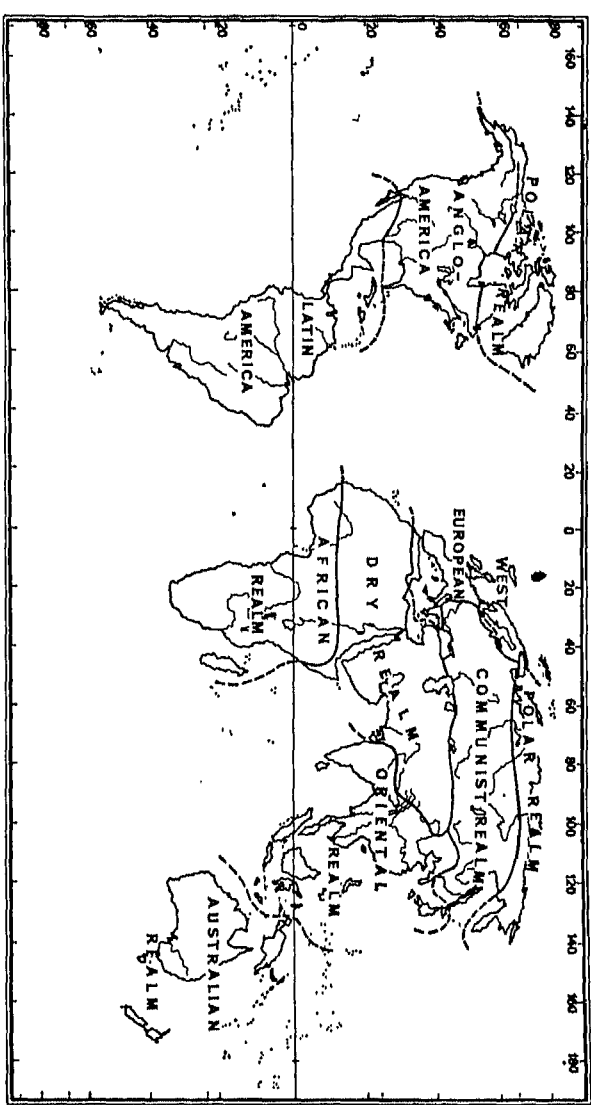 160 140 120 100 80 60 40 20 0 20 40 60 80 100 120 140 160 180
80
60
40
20
0
20
40
60
80
PO
REALM
POLAR REALM
ANGLO-
AMERICA
WEST
EUROPEAN
COMMUNIST REALM
DRY
REALM
ORIENTAL
REALM
AFRICAN
REALM
LATIN
AMERICA
AUSTRALIAN
REALM